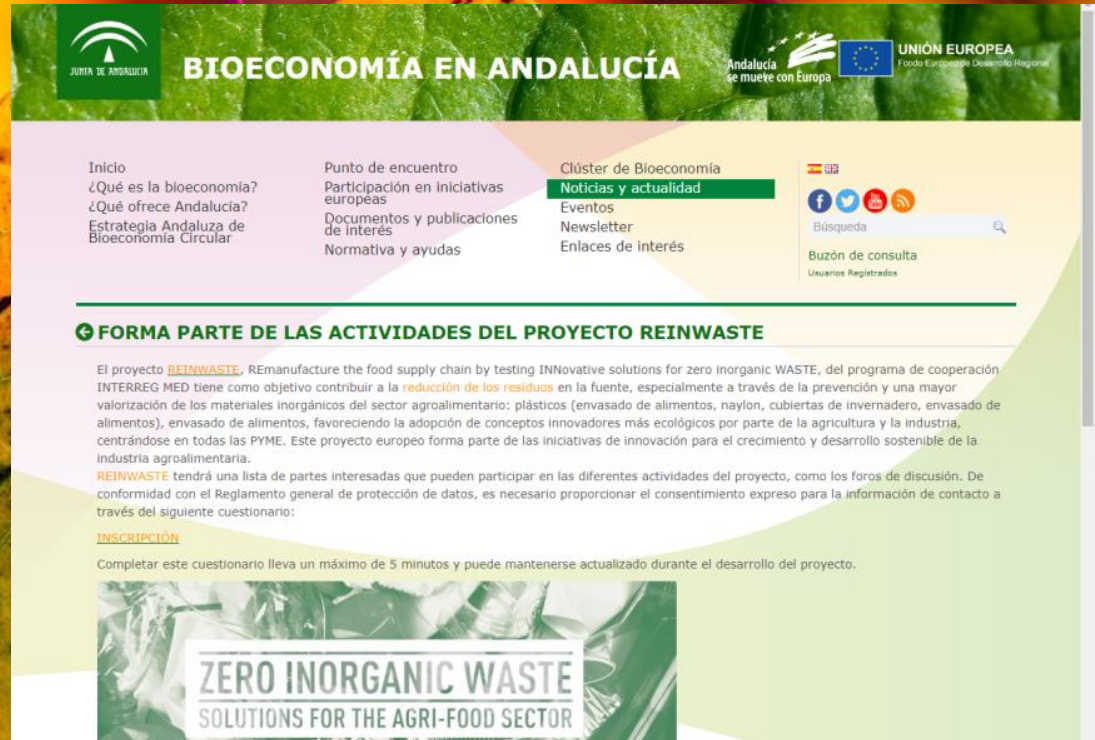 JUNTA DE ANDALUCIA
BIOECONOMÍA EN ANDALUCÍA
Andalucía
se mueve con Europa
UNIÓN EUROPEA
Fondo Europeo de Desarrollo Regional
Inicio
¿Qué es la bioeconomía?
¿Qué ofrece Andalucía?
Estrategia Andaluza de
Bioeconomía Circular
Punto de encuentro
Participación en iniciativas
europeas
Documentos y publicaciones
de interés
Normativa y ayudas
Clúster de Bioeconomía
Noticias y actualidad
Eventos
Newsletter
Enlaces de interés
Búsqueda
Buzón de consulta
Usuarios Registrados
FORMA PARTE DE LAS ACTIVIDADES DEL PROYECTO REINWASTE
El proyecto REINWASTE, REmanufacture the food supply chain by testing INNovative solutions for zero inorganic WASTE, del programa de cooperación
INTERREG MED tiene como objetivo contribuir a la reducción de los residuos en la fuente, especialmente a través de la prevención y una mayor
valorización de los materiales inorgánicos del sector agroalimentario: plásticos (envasado de alimentos, naylon, cubiertas de invernadero, envasado de
alimentos), envasado de alimentos, favoreciendo la adopción de conceptos innovadores más ecológicos por parte de la agricultura y la industria,
centrándose en todas las PYME. Este proyecto europeo forma parte de las iniciativas de innovación para el crecimiento y desarrollo sostenible de la
industria agroalimentaria.
REINWASTE tendrá una lista de partes interesadas que pueden participar en las diferentes actividades del proyecto, como los foros de discusión. De
conformidad con el Reglamento general de protección de datos, es necesario proporcionar el consentimiento expreso para la información de contacto a
través del siguiente cuestionario:
INSCRIPCIÓN
Completar este cuestionario lleva un máximo de 5 minutos y puede mantenerse actualizado durante el desarrollo del proyecto.
ZERO INORGANIC WASTE
SOLUTIONS FOR THE AGRI-FOOD SECTOR